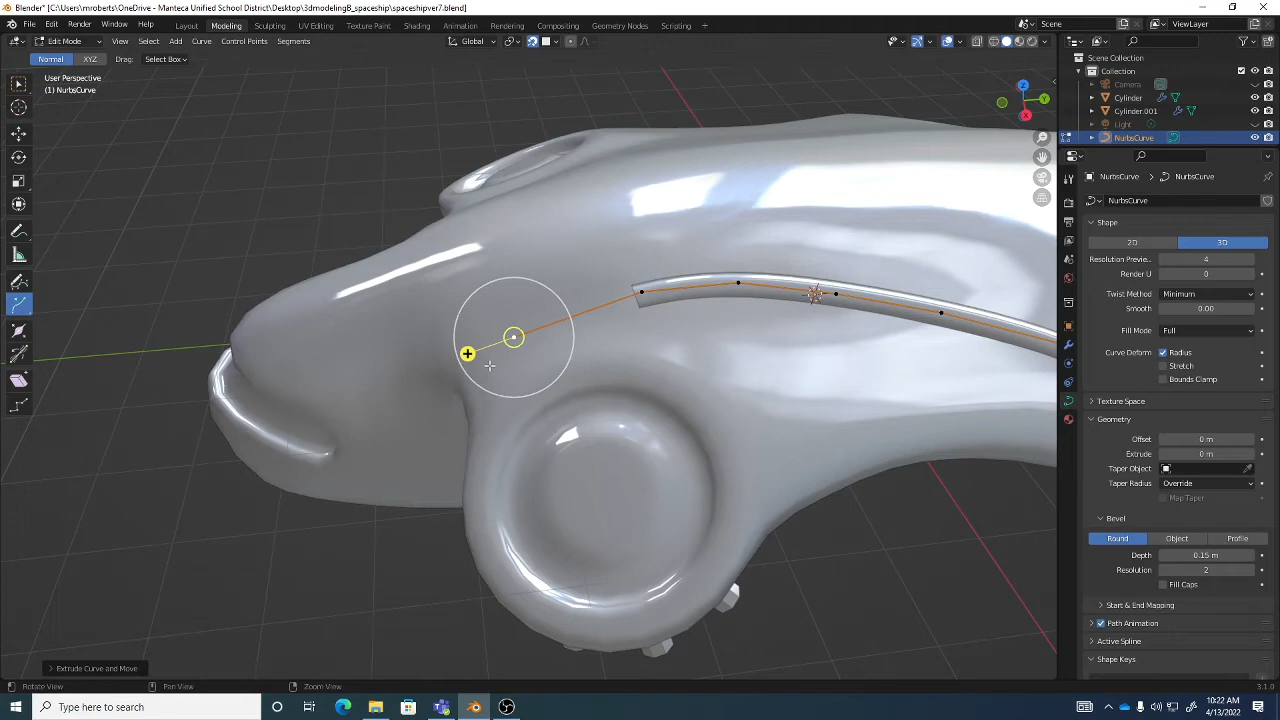 Blender* [C:\Users\mroberts\OneDrive - Manteca Unified School District\Desktop\3dmodelingB_spaceship\spaceshipver7.blend]
File Edit Render Window Help Layout Modeling Sculpting UV Editing Texture Paint Shading Animation Rendering Compositing Geometry Nodes Scripting + Scene ViewLayer
Edit Mode View Select Add Curve Control Points Segments Global
Normal XYZ Drag: Select Box
User Perspective
(1) NurbsCurve
Z
Y
X
Extrude Curve and Move
Scene Collection
Collection
Camera
Cylinder
Cylinder.001
Light
NurbsCurve
NurbsCurve > NurbsCurve
NurbsCurve
Shape
2D 3D
Resolution Previe.. 4
Render U 0
Twist Method Minimum
Smooth 0.00
Fill Mode Full
Curve Deform Radius
Stretch
Bounds Clamp
Texture Space
Geometry
Offset 0 m
Extrude 0 m
Taper Object
Taper Radius Override
Map Taper
Bevel
Round Object Profile
Depth 0.15 m
Resolution 2
Fill Caps
Start & End Mapping
Path Animation
Active Spline
Shape Keys
Rotate View Pan View Zoom View 3.1.0
Type here to search
10:22 AM
4/13/2022